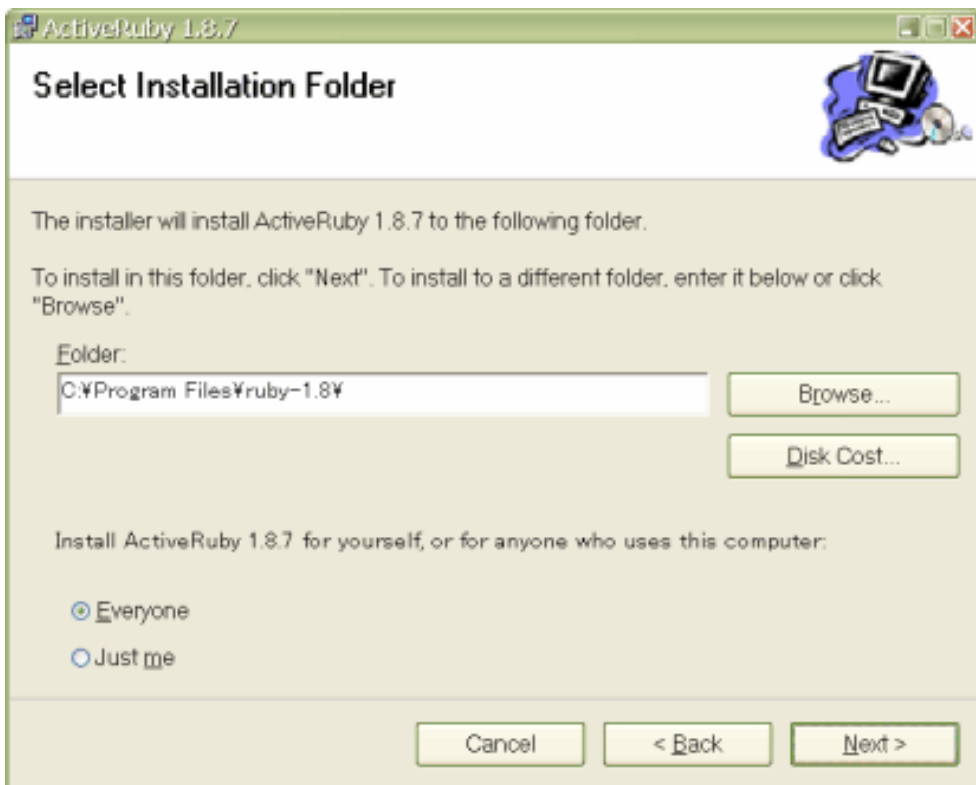 ActiveRuby 1.8.7
Select Installation Folder
The installer will install ActiveRuby 1.8.7 to the following folder.
To install in this folder, click "Next". To install to a different folder, enter it below or click
"Browse".
Folder:
C:¥Program Files¥ruby-1.8¥
Browse...
Disk Cost...
Install ActiveRuby 1.8.7 for yourself, or for anyone who uses this computer:
Everyone
Just me
Cancel
< Back
Next >